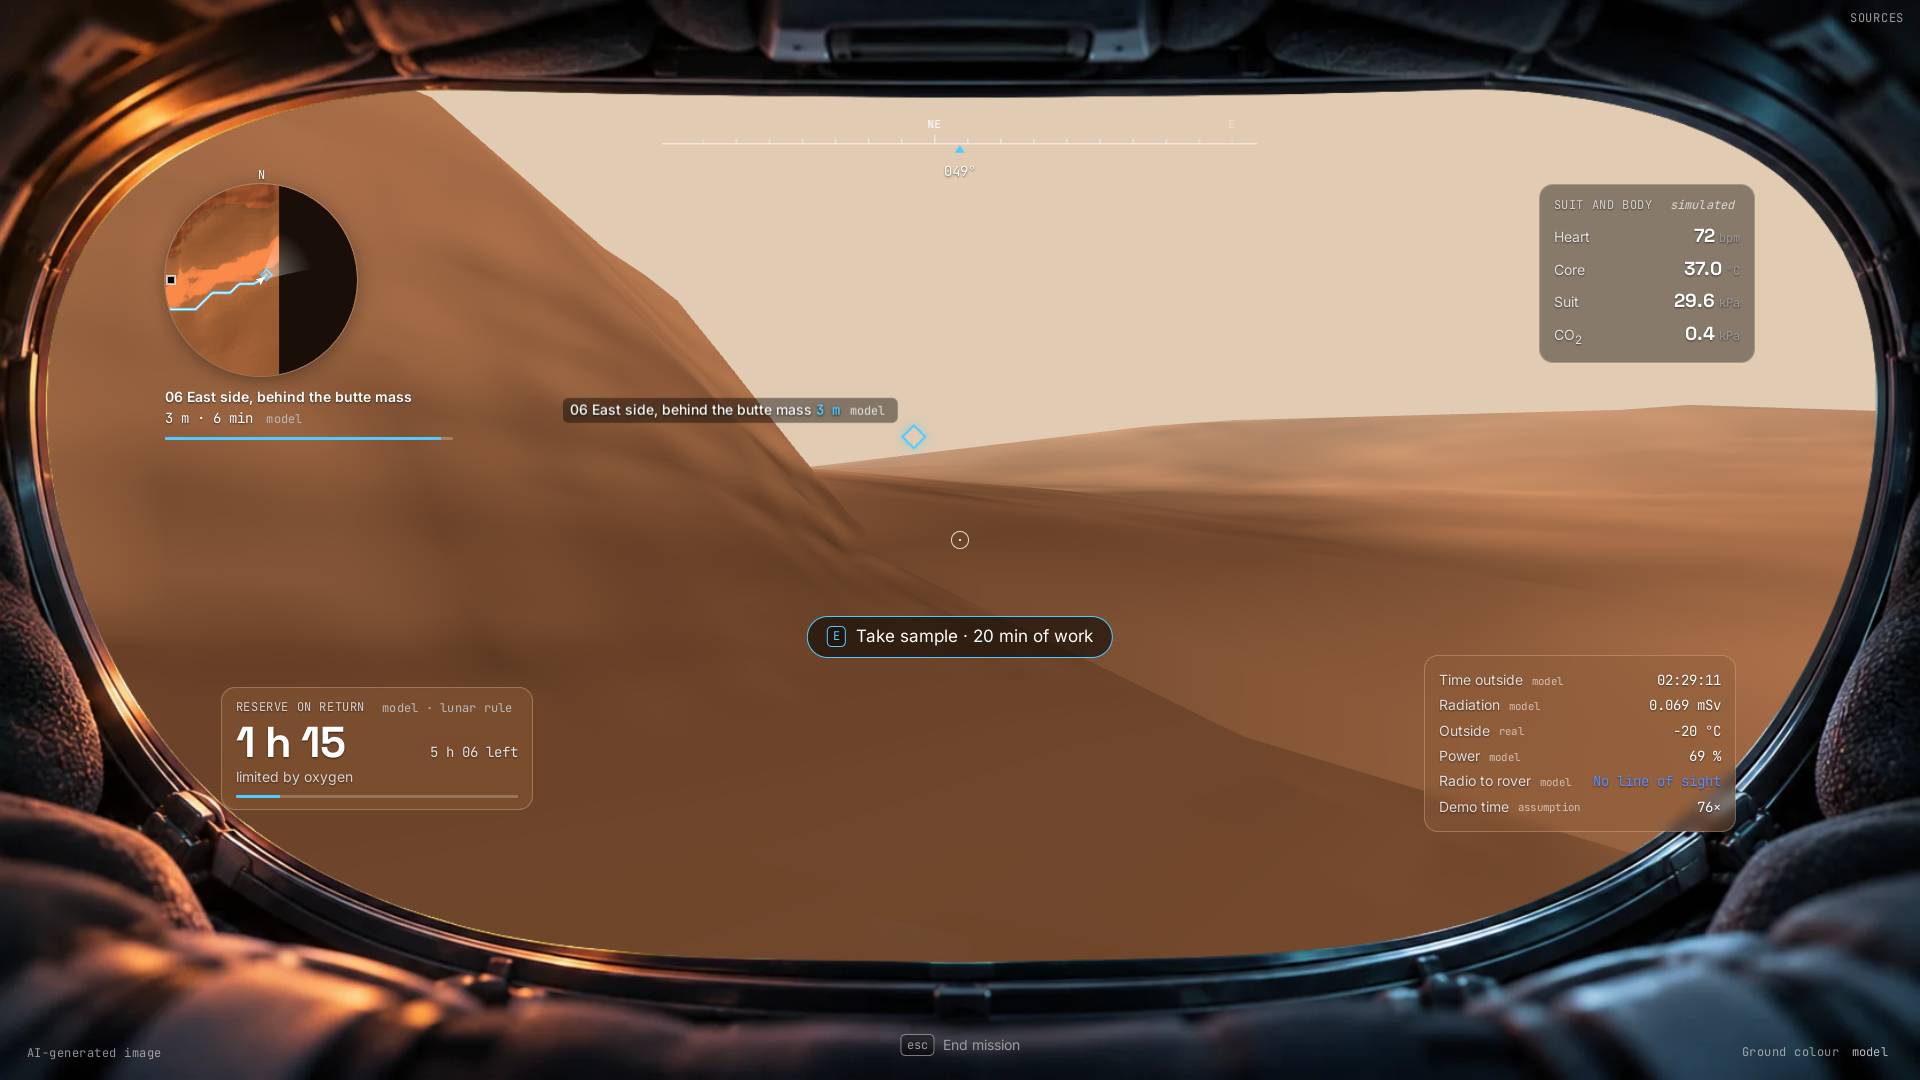 SOURCES
NE
E
049°
N
SUIT AND BODY simulated
Heart 72 bpm
Core 37.0 °C
Suit 29.6 kPa
CO2 0.4 kPa
06 East side, behind the butte mass
3 m · 6 min model
06 East side, behind the butte mass 3 m model
E Take sample · 20 min of work
RESERVE ON RETURN model · lunar rule
1 h 15
5 h 06 left
limited by oxygen
Time outside model 02:29:11
Radiation model 0.069 mSv
Outside real -20 °C
Power model 69 %
Radio to rover model No line of sight
Demo time assumption 76×
esc End mission
AI-generated image
Ground colour model